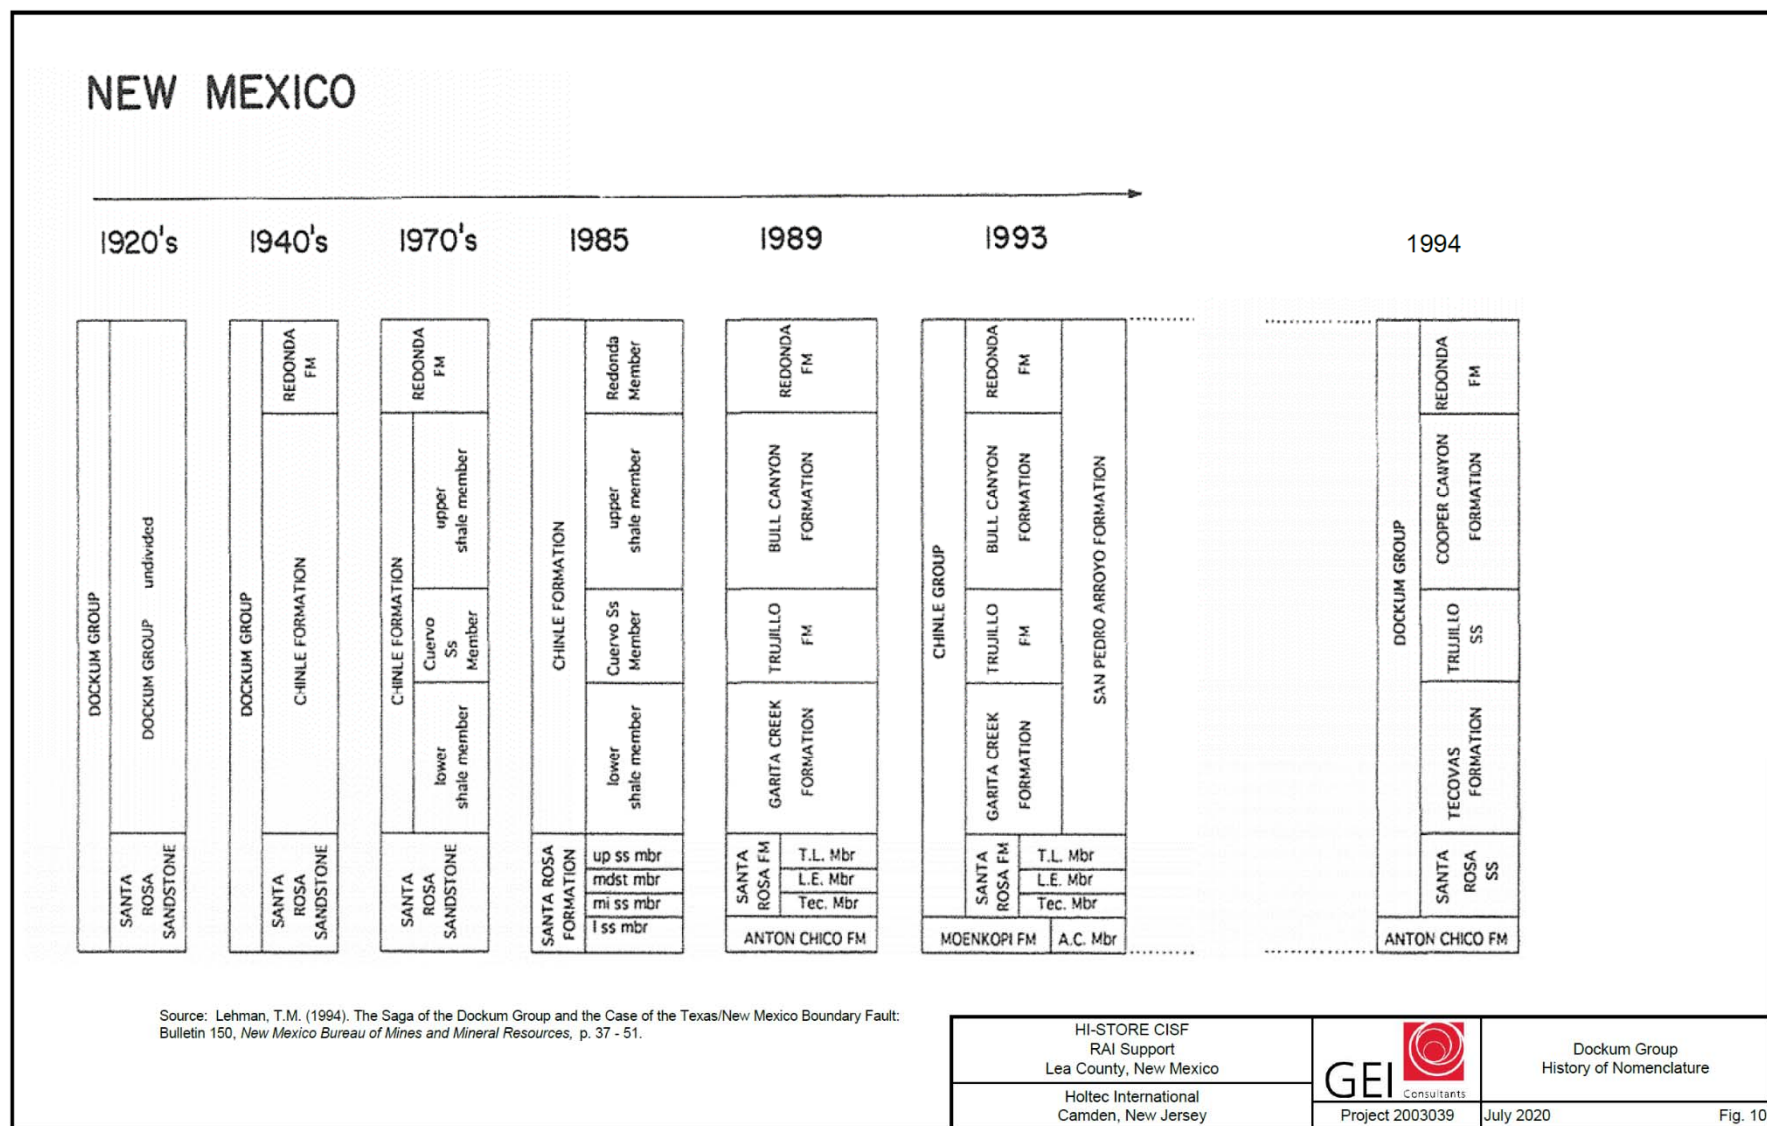 NEW MEXICO
1920's
1940's
1970's
1985
1989
1993
1994
DOCKUM GROUP
DOCKUM GROUP undivided
SANTA
ROSA
SANDSTONE
DOCKUM GROUP
REDONDA
FM
CHINLE FORMATION
SANTA
ROSA
SANDSTONE
REDONDA
FM
CHINLE FORMATION
upper
shale member
Cuervo
Ss
Member
lower
shale member
SANTA
ROSA
SANDSTONE
CHINLE FORMATION
Redonda
Member
upper
shale member
Cuervo Ss
Member
lower
shale member
SANTA ROSA
FORMATION
up ss mbr
mdst mbr
mi ss mbr
l ss mbr
REDONDA
FM
BULL CANYON
FORMATION
TRUJILLO
FM
GARITA CREEK
FORMATION
SANTA
ROSA FM
T.L. Mbr
L.E. Mbr
Tec. Mbr
ANTON CHICO FM
CHINLE GROUP
REDONDA
FM
BULL CANYON
FORMATION
TRUJILLO
FM
GARITA CREEK
FORMATION
SAN PEDRO ARROYO FORMATION
SANTA
ROSA FM
T.L. Mbr
L.E. Mbr
Tec. Mbr
MOENKOPI FM
A.C. Mbr
DOCKUM GROUP
REDONDA
FM
COOPER CANYON
FORMATION
TRUJILLO
SS
TECOVAS
FORMATION
SANTA
ROSA
SS
ANTON CHICO FM
Source: Lehman, T.M. (1994). The Saga of the Dockum Group and the Case of the Texas/New Mexico Boundary Fault:
Bulletin 150, New Mexico Bureau of Mines and Mineral Resources, p. 37 - 51.
HI-STORE CISF
RAI Support
Lea County, New Mexico
Holtec International
Camden, New Jersey
GEI
Consultants
Project 2003039
Dockum Group
History of Nomenclature
July 2020
Fig. 10